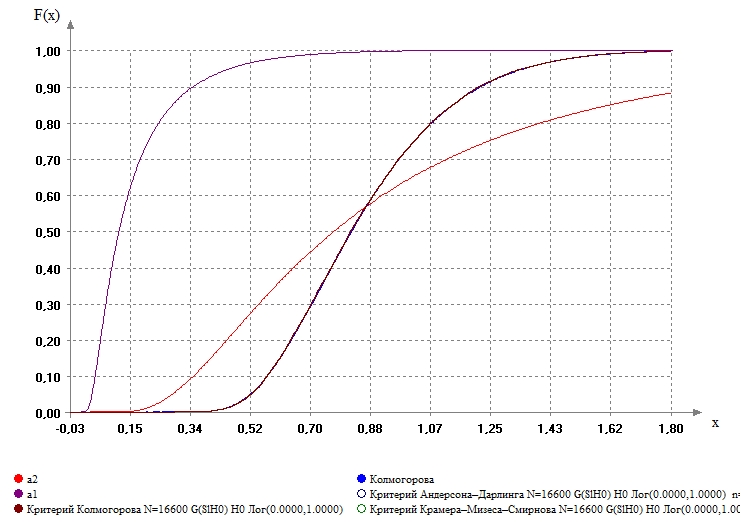 F(x)
1,00
0,90
0,80
0,70
0,60
0,50
0,40
0,30
0,20
0,10
0,00
-0,03 0,15 0,34 0,52 0,70 0,88 1,07 1,25 1,43 1,62 1,80
x
a2
a1
Критерий Колмогорова N=16600 G(S|H0) H0 Лог(0.0000,1.0000)
Колмогорова
Критерий Андерсона–Дарлинга N=16600 G(S|H0) H0 Лог(0.0000,1.0000) n=
Критерий Крамера–Мизеса–Смирнова N=16600 G(S|H0) H0 Лог(0.0000,1.00